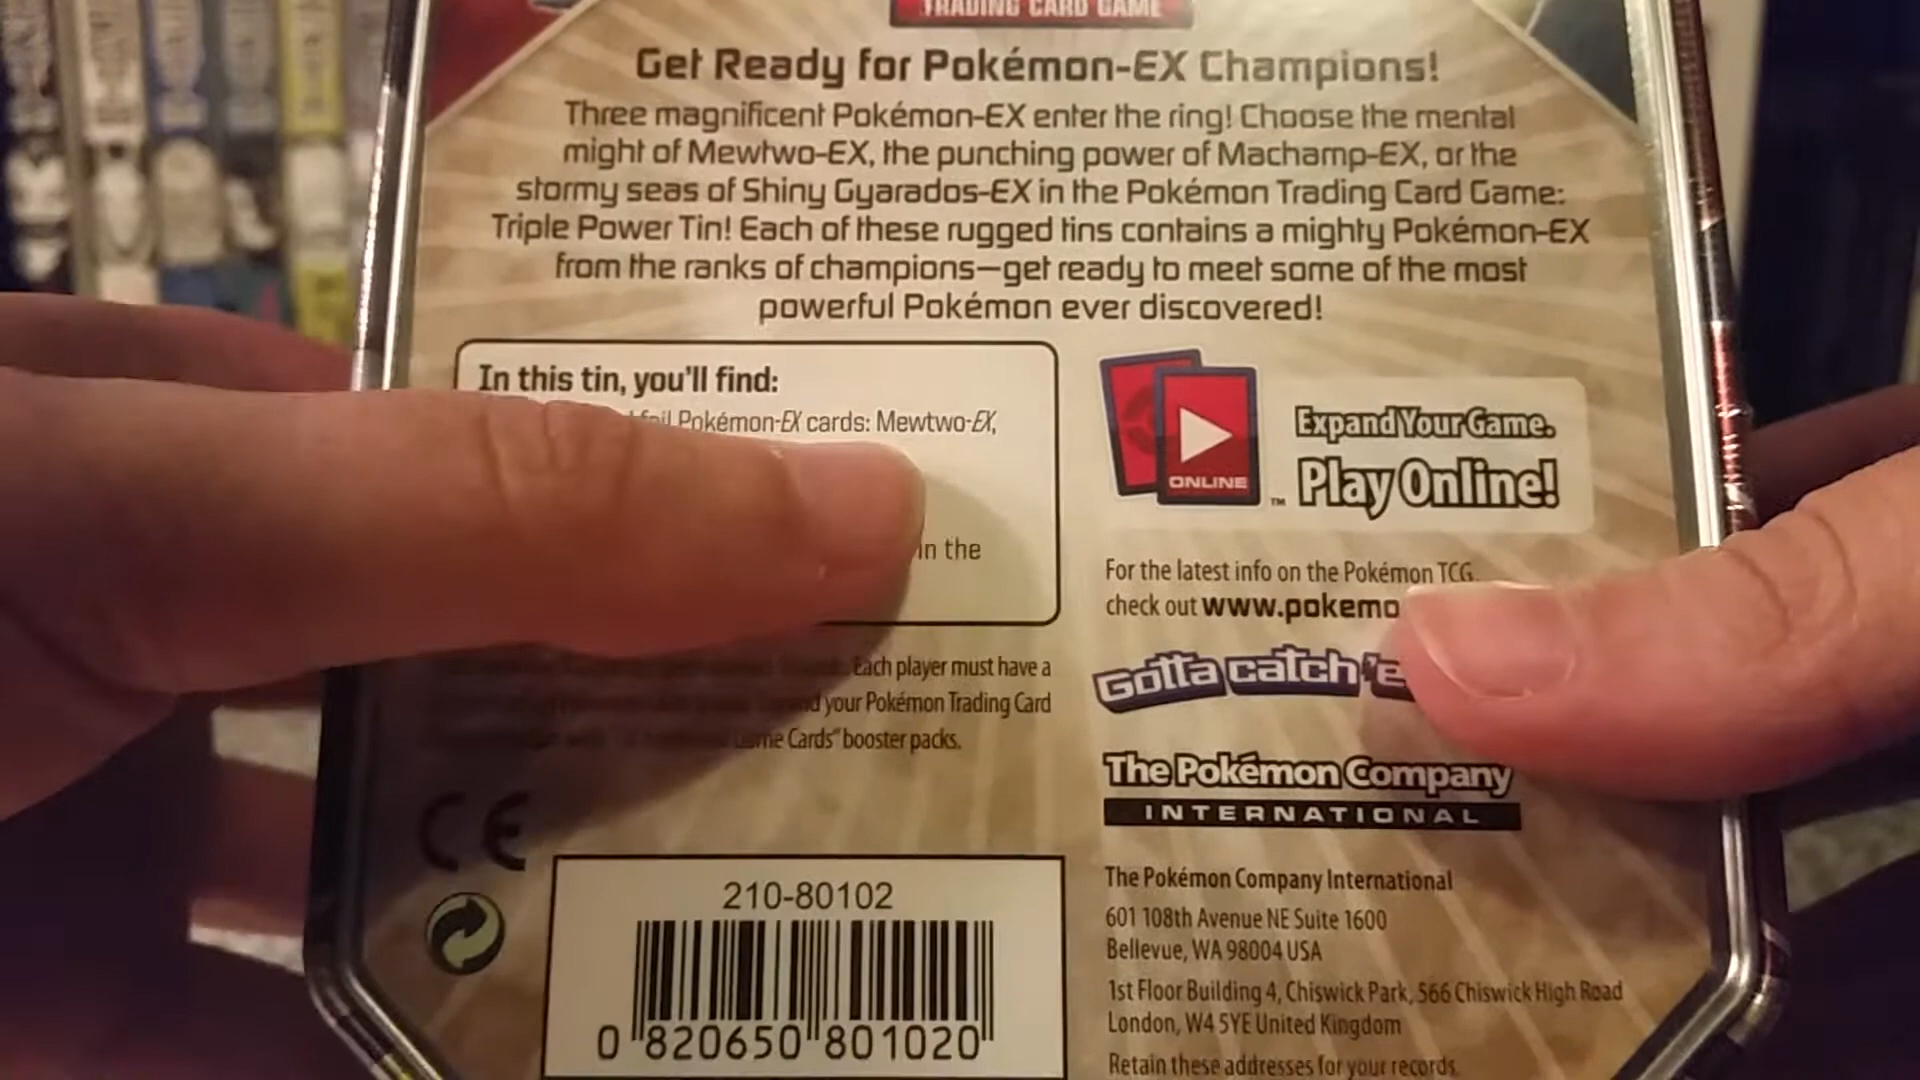 TRADING CARD GAME
Get Ready for Pokémon-EX Champions!
Three magnificent Pokémon-EX enter the ring! Choose the mental
might of Mewtwo-EX, the punching power of Machamp-EX, or the
stormy seas of Shiny Gyarados-EX in the Pokémon Trading Card Game:
Triple Power Tin! Each of these rugged tins contains a mighty Pokémon-EX
from the ranks of champions—get ready to meet some of the most
powerful Pokémon ever discovered!
In this tin, you'll find:
foil Pokémon-EX cards: Mewtwo-EX,
in the
Each player must have a
your Pokémon Trading Card
Game Cards" booster packs.
CE
210-80102
0 820650 801020
ONLINE
™
Expand Your Game.
Play Online!
For the latest info on the Pokémon TCG,
check out www.pokemo
Gotta catch 'e
The Pokémon Company
INTERNATIONAL
The Pokémon Company International
601 108th Avenue NE Suite 1600
Bellevue, WA 98004 USA
1st Floor Building 4, Chiswick Park, 566 Chiswick High Road
London, W4 5YE United Kingdom
Retain these addresses for your records.